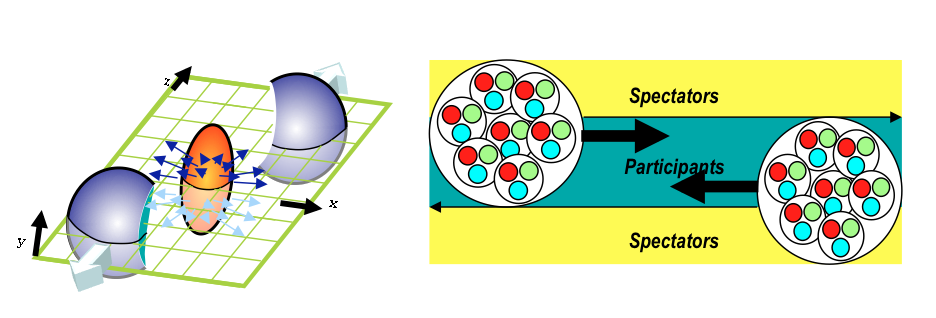 z
y
x
Spectators
Participants
Spectators